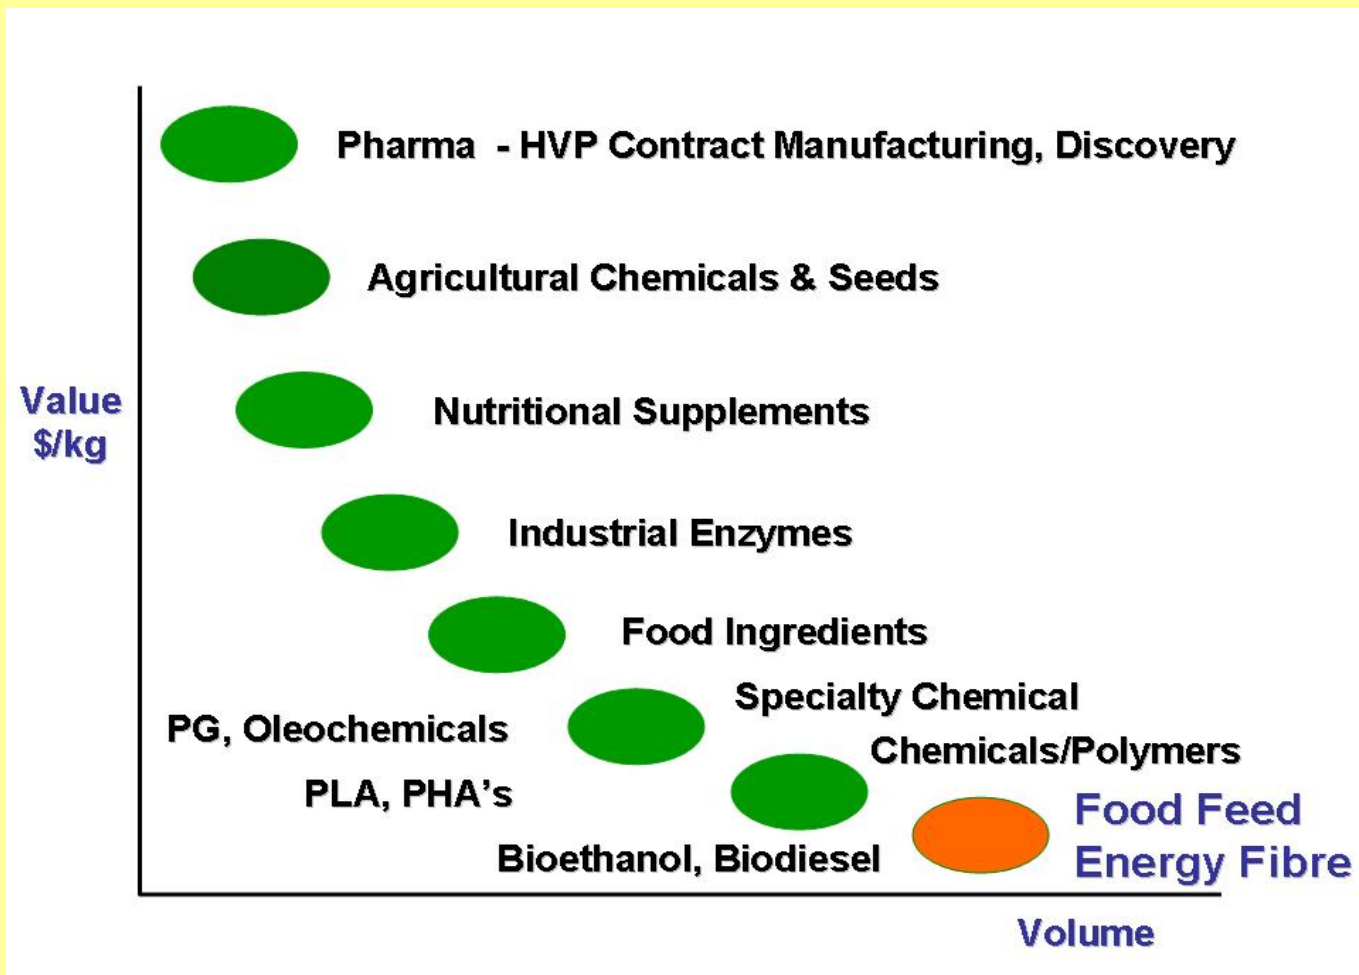 Pharma - HVP Contract Manufacturing, Discovery
Agricultural Chemicals & Seeds
Value
$/kg
Nutritional Supplements
Industrial Enzymes
Food Ingredients
Specialty Chemical
PG, Oleochemicals
Chemicals/Polymers
PLA, PHA’s
Food Feed
Energy Fibre
Bioethanol, Biodiesel
Volume